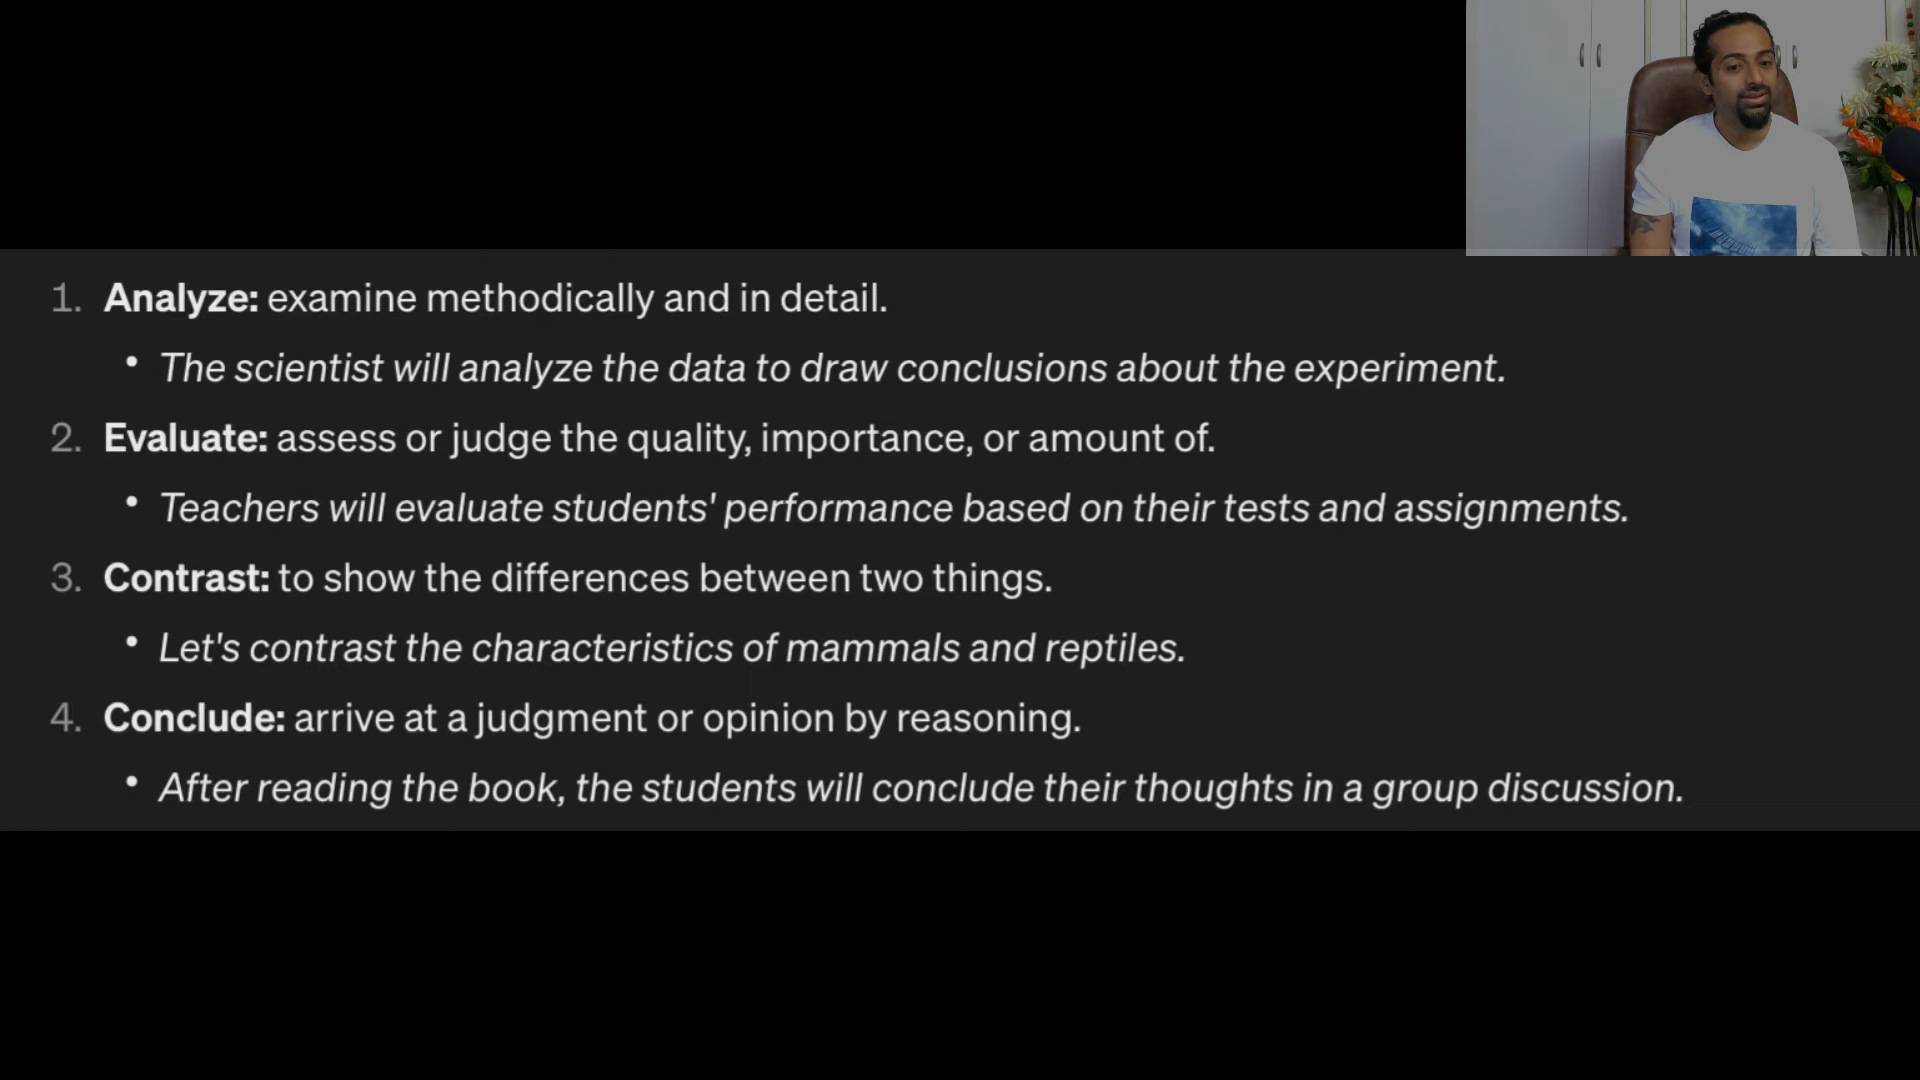 1. Analyze: examine methodically and in detail.
• The scientist will analyze the data to draw conclusions about the experiment.
2. Evaluate: assess or judge the quality, importance, or amount of.
• Teachers will evaluate students' performance based on their tests and assignments.
3. Contrast: to show the differences between two things.
• Let's contrast the characteristics of mammals and reptiles.
4. Conclude: arrive at a judgment or opinion by reasoning.
• After reading the book, the students will conclude their thoughts in a group discussion.